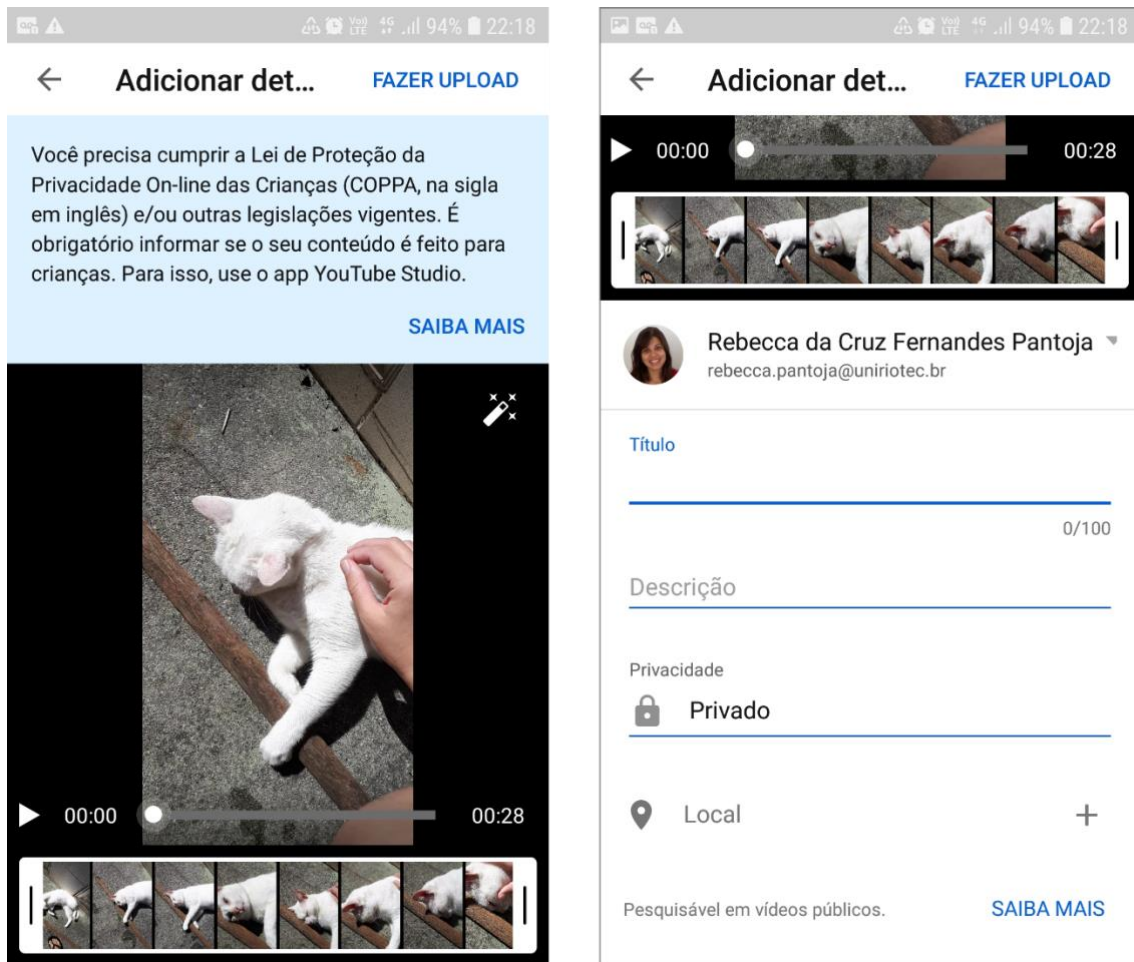 94% 22:18
Adicionar det... FAZER UPLOAD
Você precisa cumprir a Lei de Proteção da
Privacidade On-line das Crianças (COPPA, na sigla
em inglês) e/ou outras legislações vigentes. É
obrigatório informar se o seu conteúdo é feito para
crianças. Para isso, use o app YouTube Studio.
SAIBA MAIS
00:00 00:28
Vo)) LTE 4G 94% 22:18
Adicionar det... FAZER UPLOAD
00:00 00:28
Rebecca da Cruz Fernandes Pantoja
rebecca.pantoja@uniriotec.br
Título
0/100
Descrição
Privacidade
Privado
Local +
Pesquisável em vídeos públicos. SAIBA MAIS